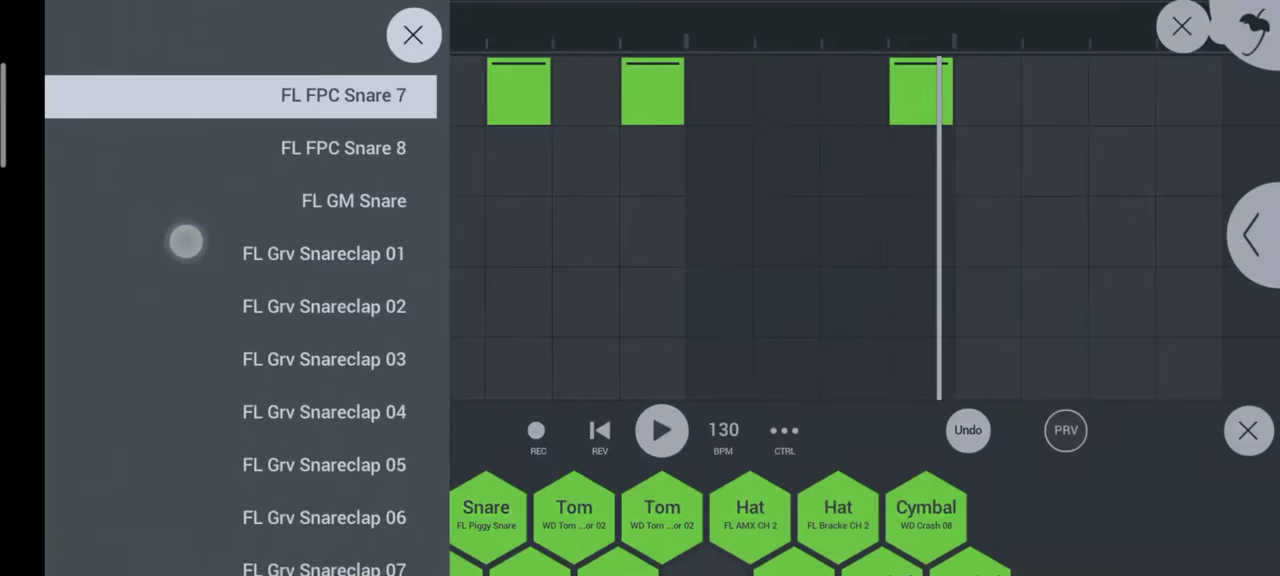 FL FPC Snare 7
FL FPC Snare 8
FL GM Snare
FL Grv Snareclap 01
FL Grv Snareclap 02
FL Grv Snareclap 03
FL Grv Snareclap 04
FL Grv Snareclap 05
FL Grv Snareclap 06
FL Grv Snareclap 07
130
REC
REV
BPM
CTRL
Undo
PRV
Snare
FL Piggy Snare
Tom
WD Tom ...or 02
Tom
WD Tom ...or 02
Hat
FL AMX CH 2
Hat
FL Bracke CH 2
Cymbal
WD Crash 08